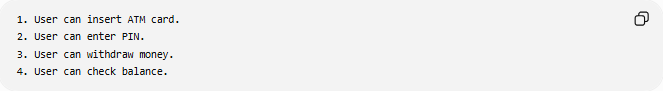 1. User can insert ATM card.
2. User can enter PIN.
3. User can withdraw money.
4. User can check balance.